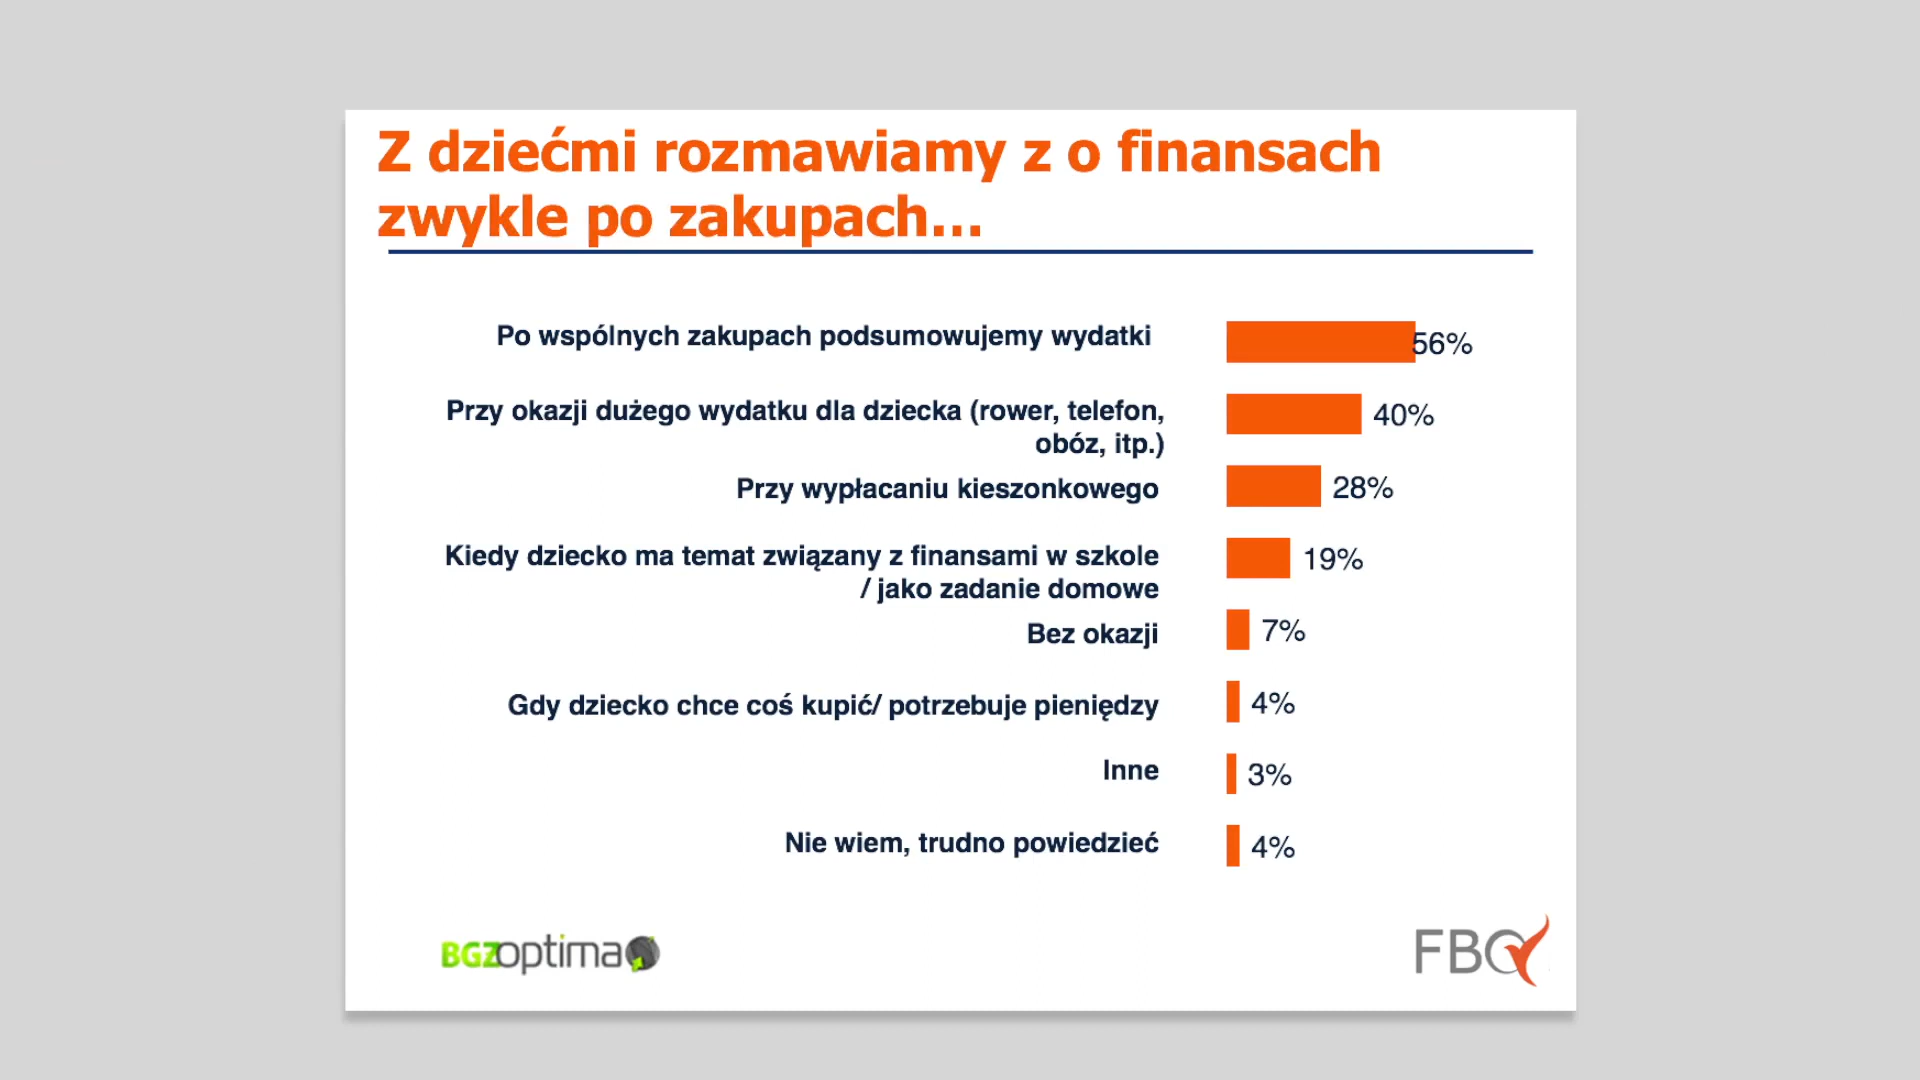 Z dziećmi rozmawiamy z o finansach
zwykle po zakupach...
Po wspólnych zakupach podsumowujemy wydatki
56%
Przy okazji dużego wydatku dla dziecka (rower, telefon,
obóz, itp.)
40%
Przy wypłacaniu kieszonkowego
28%
Kiedy dziecko ma temat związany z finansami w szkole
/ jako zadanie domowe
19%
Bez okazji
7%
Gdy dziecko chce coś kupić/ potrzebuje pieniędzy
4%
Inne
3%
Nie wiem, trudno powiedzieć
4%
BGZoptima
FBO